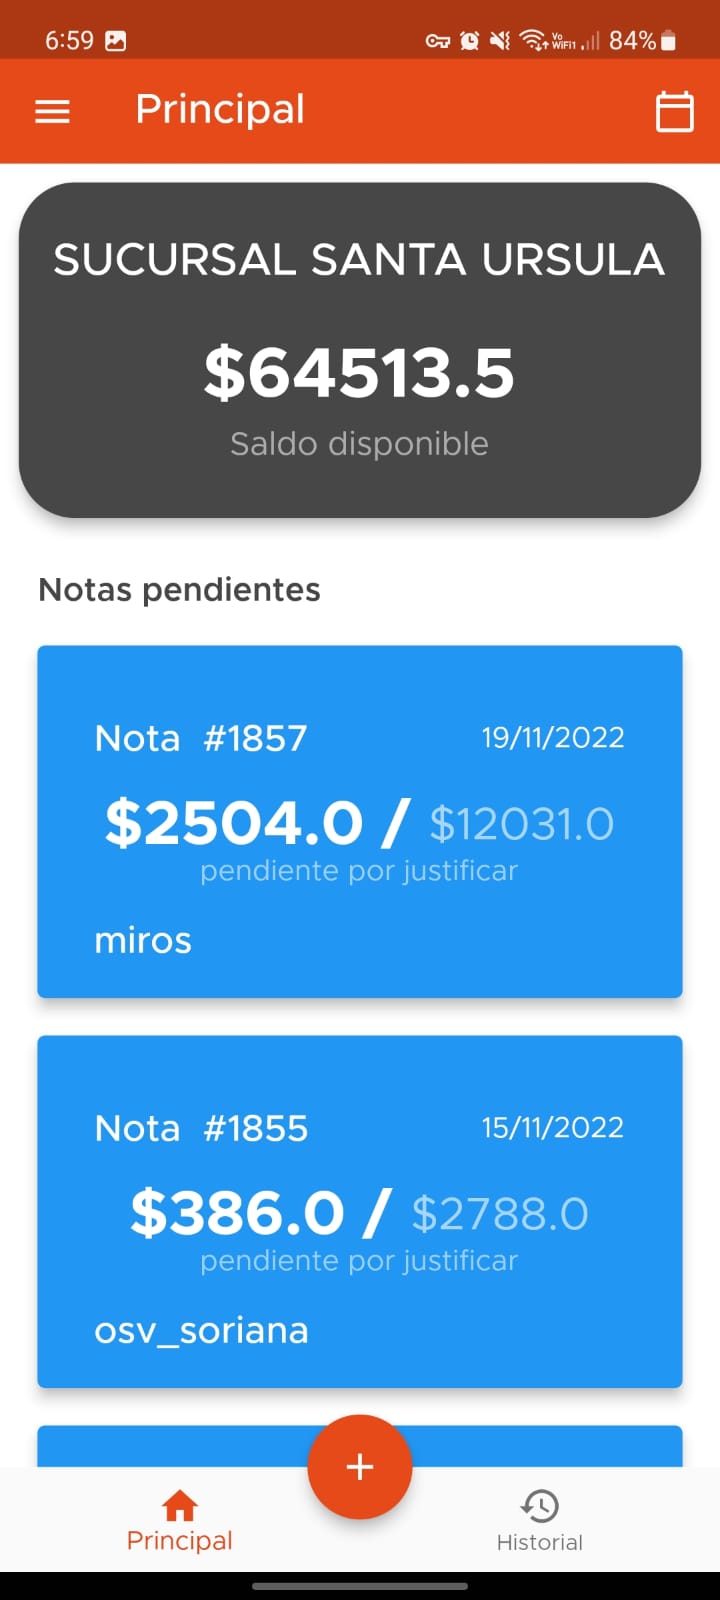 6:59
Vo
WiFi1
84%
Principal
SUCURSAL SANTA URSULA
$64513.5
Saldo disponible
Notas pendientes
Nota #1857 19/11/2022
$2504.0 / $12031.0
pendiente por justificar
miros
Nota #1855 15/11/2022
$386.0 / $2788.0
pendiente por justificar
osv_soriana
+
Principal Historial